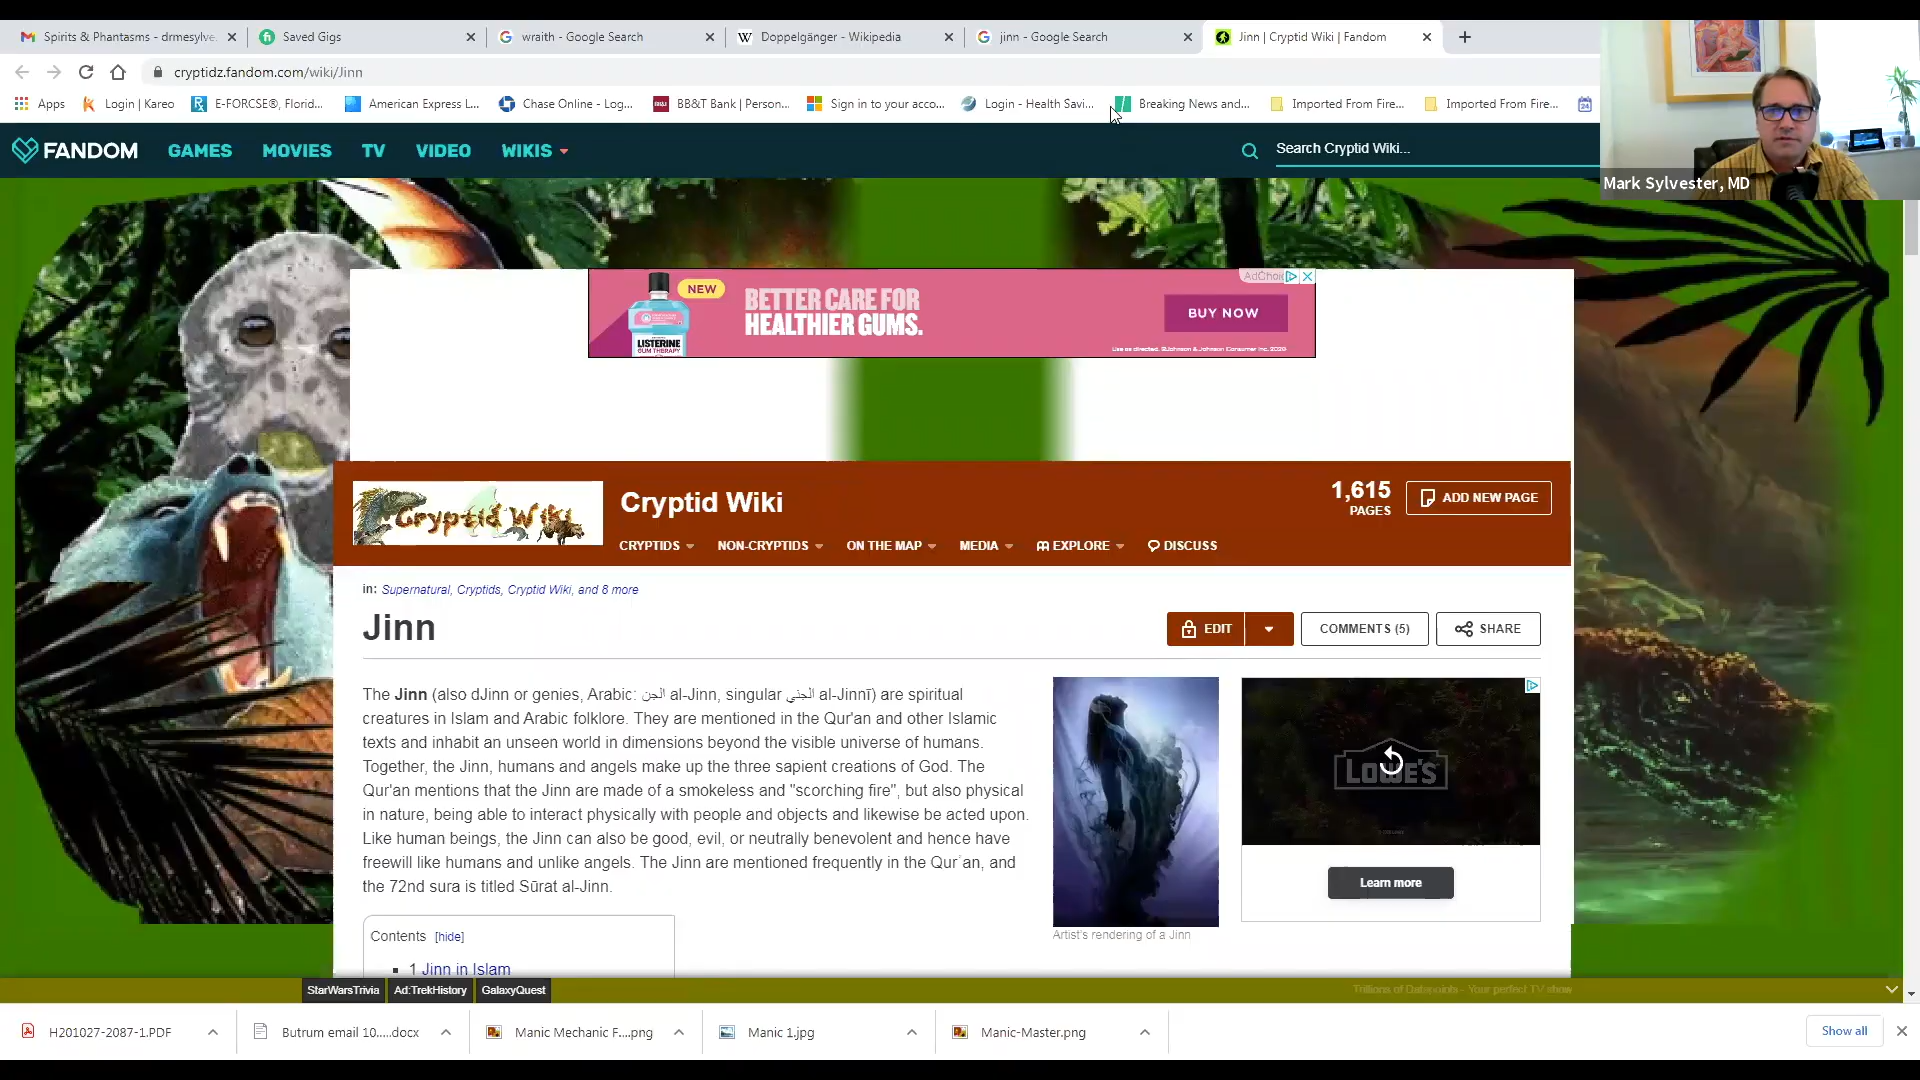 Spirits & Phantasms - drmesylve
Saved Gigs
wraith - Google Search
Doppelgänger - Wikipedia
jinn - Google Search
Jinn | Cryptid Wiki | Fandom
cryptidz.fandom.com/wiki/Jinn
Apps
Login | Kareo
E-FORCSE®, Florid...
American Express L...
Chase Online - Log...
BB&T Bank | Person...
Sign in to your acco...
Login - Health Savi...
Breaking News and...
Imported From Fire...
Imported From Fire...
Mark Sylvester, MD
FANDOM
GAMES
MOVIES
TV
VIDEO
WIKIS
Search Cryptid Wiki...
NEW
BETTER CARE FOR
HEALTHIER GUMS.
LISTERINE
GUM THERAPY
BUY NOW
Cryptid Wiki
Cryptid Wiki
1,615
PAGES
ADD NEW PAGE
CRYPTIDS
NON-CRYPTIDS
ON THE MAP
MEDIA
EXPLORE
DISCUSS
in: Supernatural, Cryptids, Cryptid Wiki, and 8 more
Jinn
EDIT
COMMENTS (5)
SHARE
The Jinn (also dJinn or genies, Arabic: الجن al-Jinn, singular الجني al-Jinnī) are spiritual
creatures in Islam and Arabic folklore. They are mentioned in the Qur'an and other Islamic
texts and inhabit an unseen world in dimensions beyond the visible universe of humans.
Together, the Jinn, humans and angels make up the three sapient creations of God. The
Qur'an mentions that the Jinn are made of a smokeless and "scorching fire", but also physical
in nature, being able to interact physically with people and objects and likewise be acted upon.
Like human beings, the Jinn can also be good, evil, or neutrally benevolent and hence have
freewill like humans and unlike angels. The Jinn are mentioned frequently in the Qurʾan, and
the 72nd sura is titled Sūrat al-Jinn.
Artist's rendering of a Jinn
LOWE'S
Learn more
Contents [hide]
1 Jinn in Islam
StarWarsTrivia
Ad:TrekHistory
GalaxyQuest
H201027-2087-1.PDF
Butrum email 10.....docx
Manic Mechanic F....png
Manic 1.jpg
Manic-Master.png
Show all